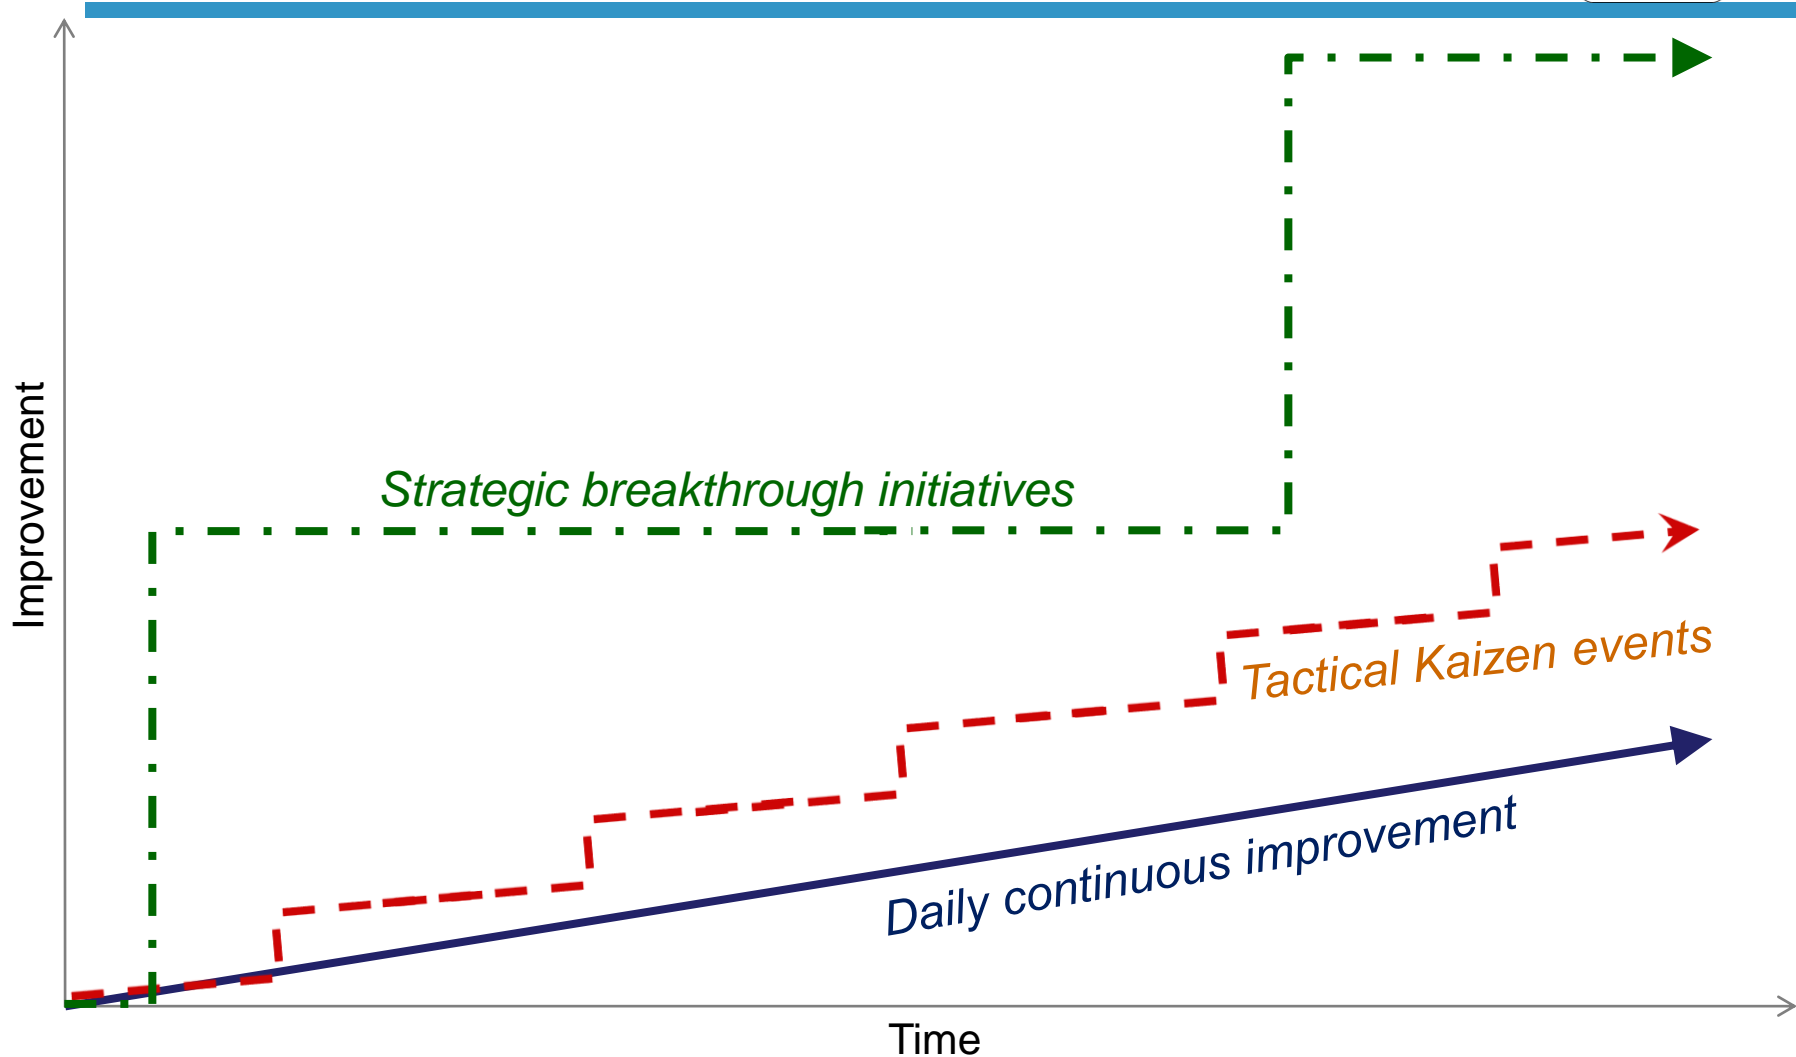 Improvement
Strategic breakthrough initiatives
Tactical Kaizen events
Daily continuous improvement
Time